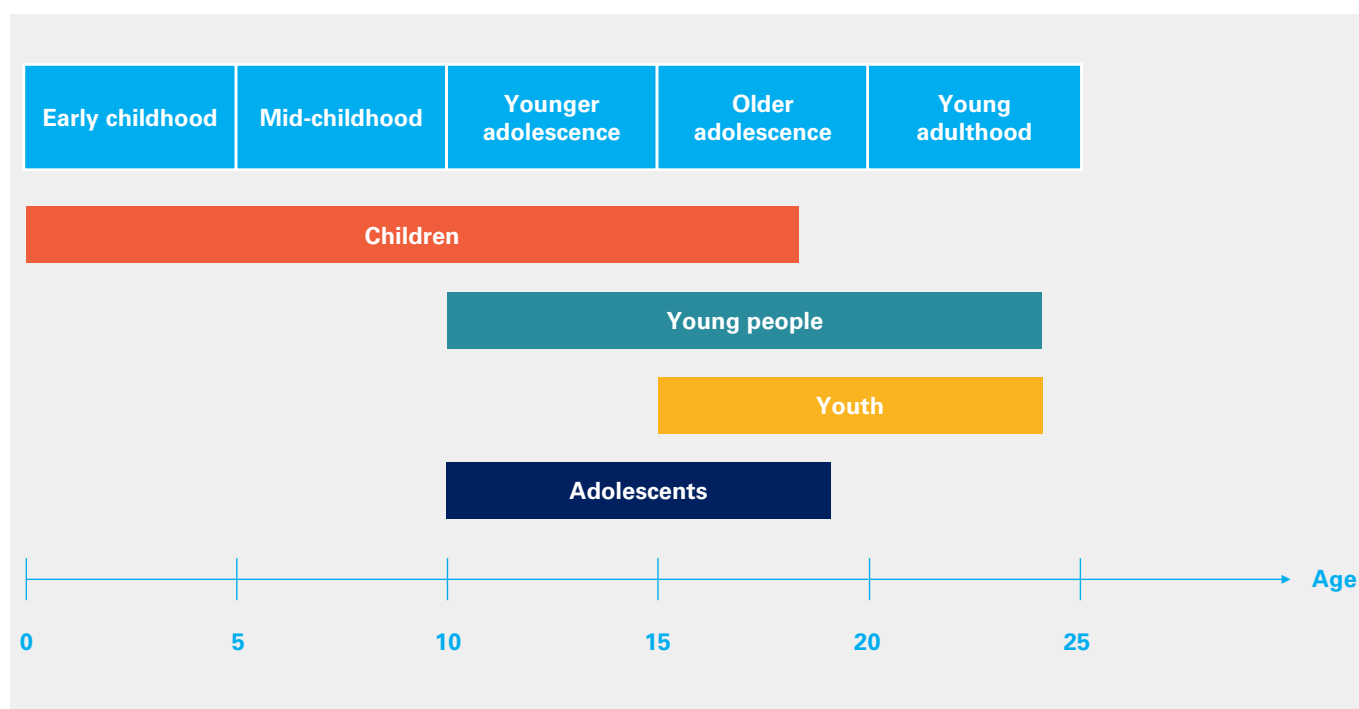 Early childhood
Mid-childhood
Younger
adolescence
Older
adolescence
Young
adulthood
Children
Young people
Youth
Adolescents
Age
0 5 10 15 20 25